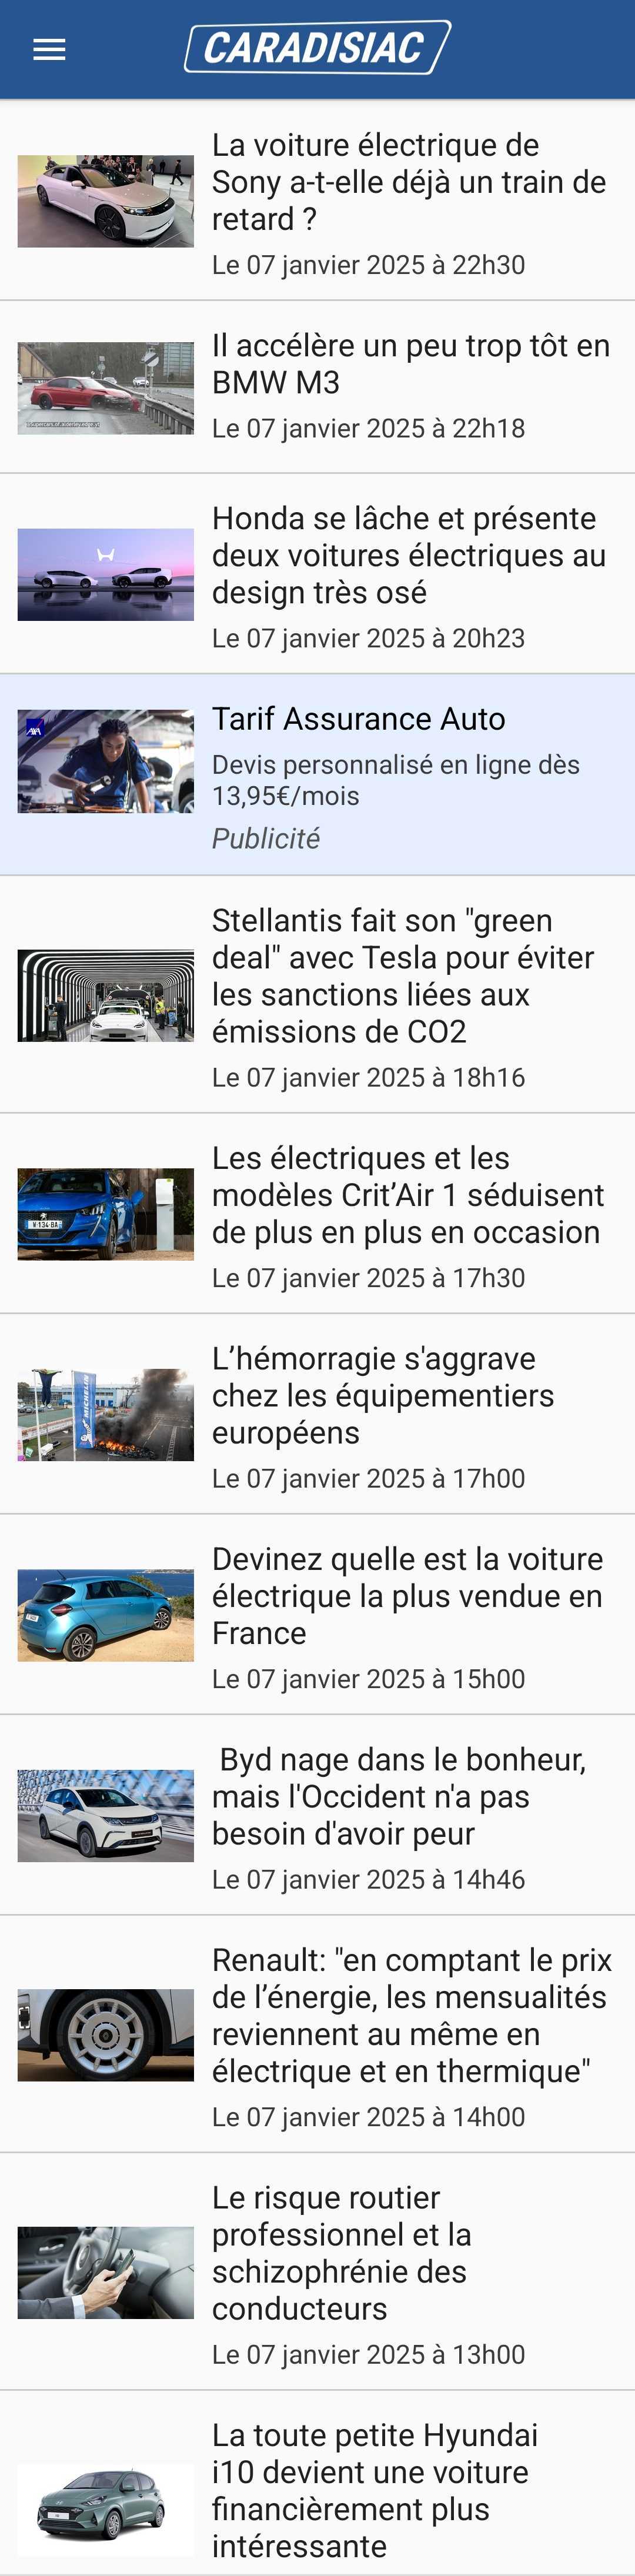 CARADISIAC
La voiture électrique de
Sony a-t-elle déjà un train de
retard ?
Le 07 janvier 2025 à 22h30
Il accélère un peu trop tôt en
BMW M3
Le 07 janvier 2025 à 22h18
Honda se lâche et présente
deux voitures électriques au
design très osé
Le 07 janvier 2025 à 20h23
AXA
Tarif Assurance Auto
Devis personnalisé en ligne dès
13,95€/mois
Publicité
Stellantis fait son "green
deal" avec Tesla pour éviter
les sanctions liées aux
émissions de CO2
Le 07 janvier 2025 à 18h16
Les électriques et les
modèles Crit’Air 1 séduisent
de plus en plus en occasion
Le 07 janvier 2025 à 17h30
MICHELIN
L’hémorragie s'aggrave
chez les équipementiers
européens
Le 07 janvier 2025 à 17h00
Devinez quelle est la voiture
électrique la plus vendue en
France
Le 07 janvier 2025 à 15h00
Byd nage dans le bonheur,
mais l'Occident n'a pas
besoin d'avoir peur
Le 07 janvier 2025 à 14h46
Renault: "en comptant le prix
de l’énergie, les mensualités
reviennent au même en
électrique et en thermique"
Le 07 janvier 2025 à 14h00
Le risque routier
professionnel et la
schizophrénie des
conducteurs
Le 07 janvier 2025 à 13h00
La toute petite Hyundai
i10 devient une voiture
financièrement plus
intéressante